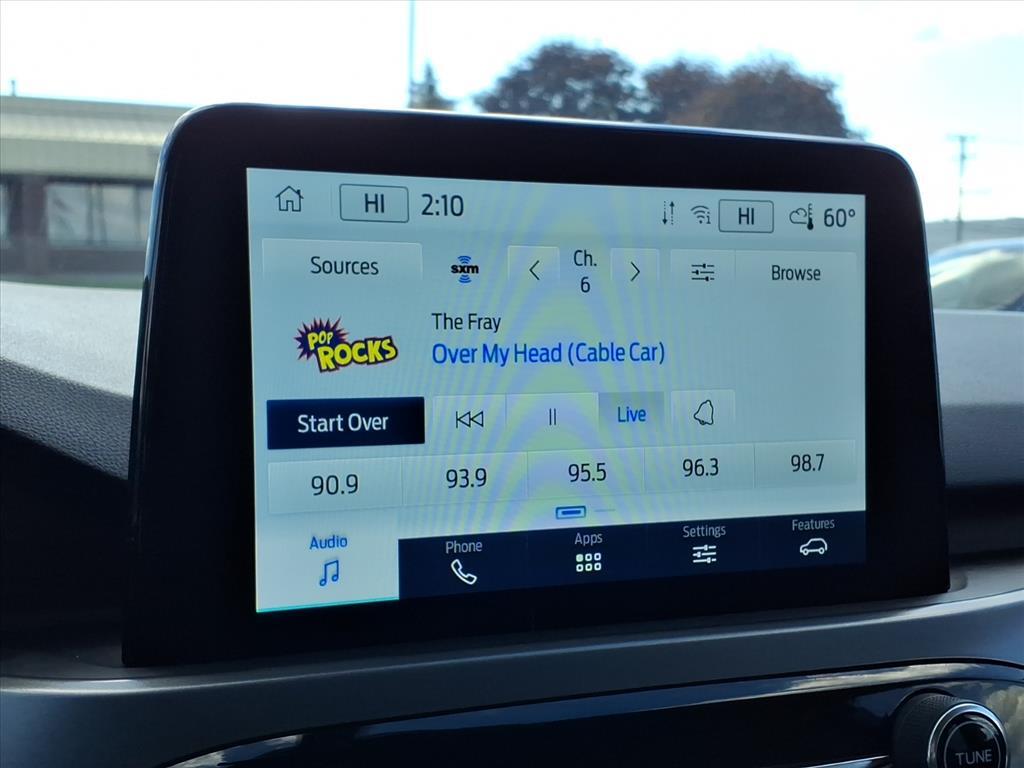 HI 2:10 HI 60°
Sources sxm Ch. 6 Browse
POP ROCKS
The Fray
Over My Head (Cable Car)
Start Over Live
90.9 93.9 95.5 96.3 98.7
Audio Phone Apps Settings Features
TUNE